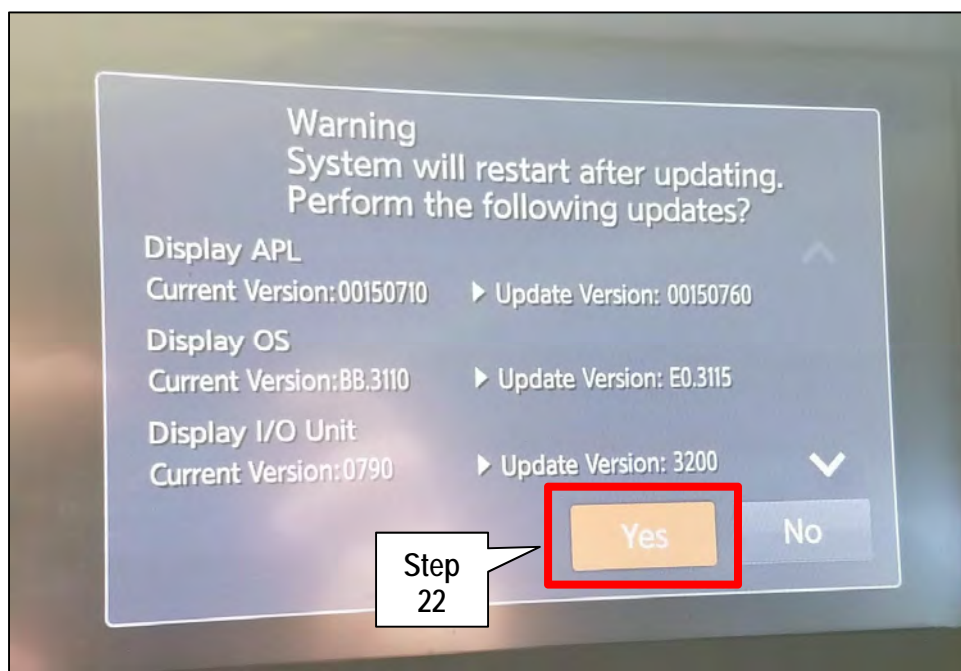 Warning
System will restart after updating.
Perform the following updates?
Display APL
Current Version:00150710 ▶ Update Version: 00150760
Display OS
Current Version:BB.3110 ▶ Update Version: E0.3115
Display I/O Unit
Current Version:0790 ▶ Update Version: 3200
Yes No
Step
22